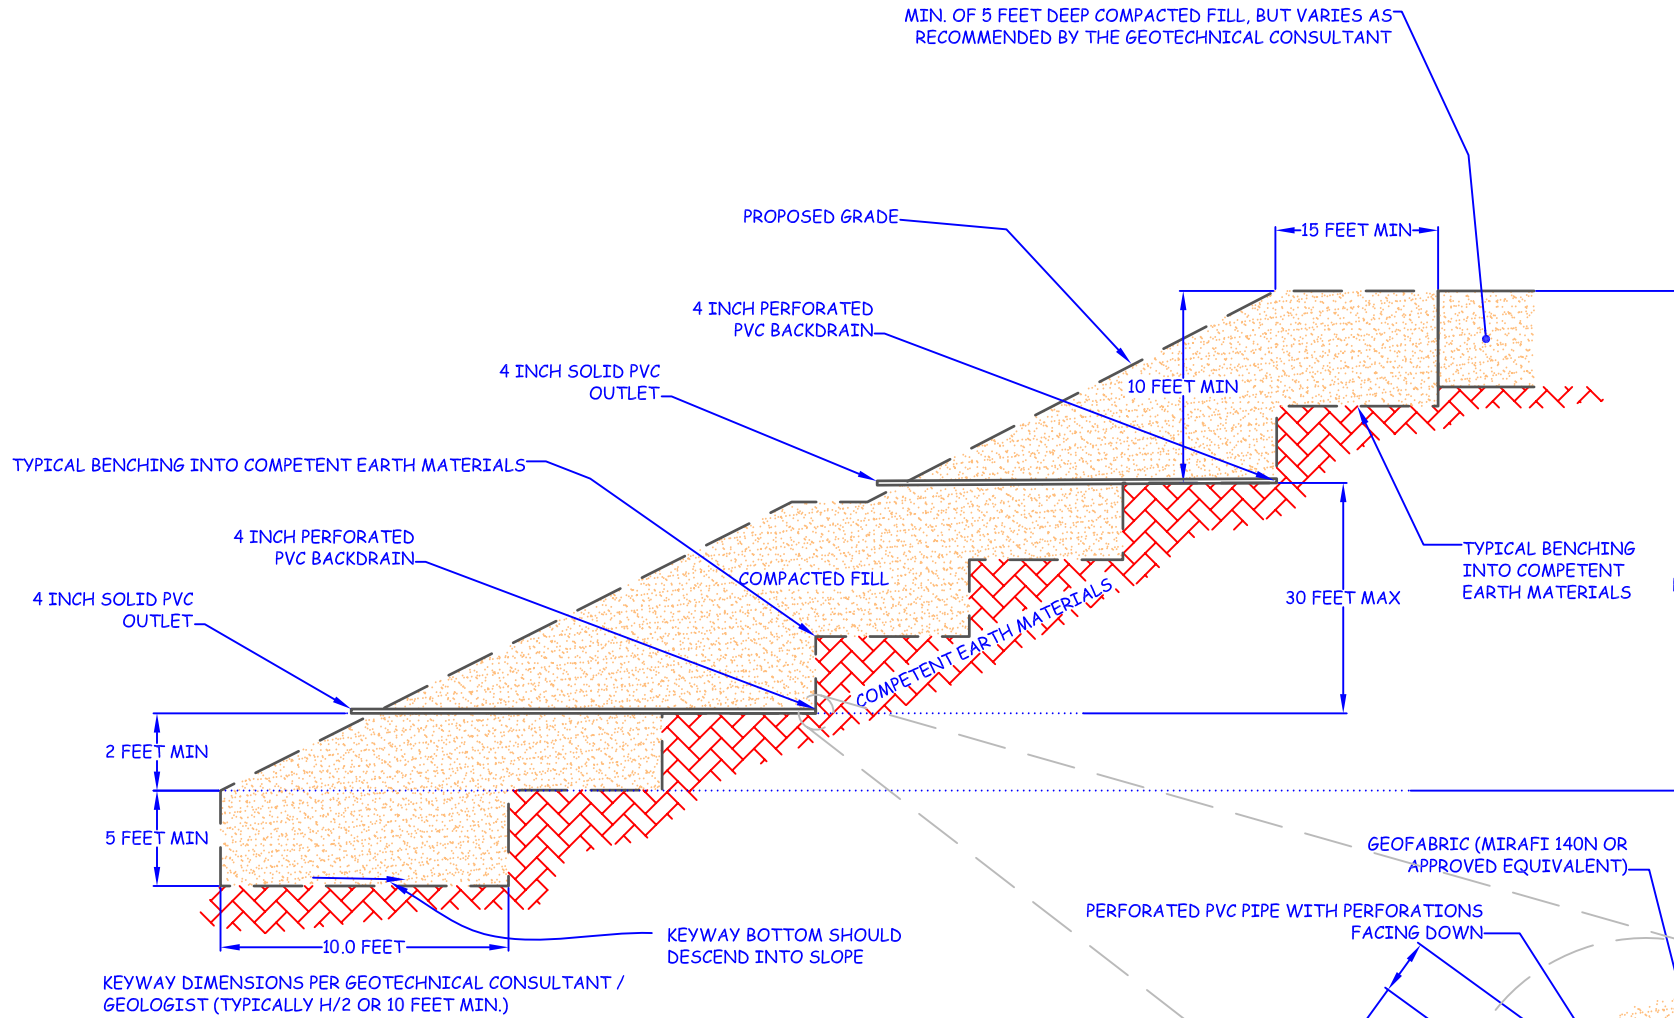 MIN. OF 5 FEET DEEP COMPACTED FILL, BUT VARIES AS
RECOMMENDED BY THE GEOTECHNICAL CONSULTANT
PROPOSED GRADE
15 FEET MIN
4 INCH PERFORATED
PVC BACKDRAIN
4 INCH SOLID PVC
OUTLET
10 FEET MIN
TYPICAL BENCHING INTO COMPETENT EARTH MATERIALS
4 INCH PERFORATED
PVC BACKDRAIN
COMPACTED FILL
TYPICAL BENCHING
INTO COMPETENT
EARTH MATERIALS
4 INCH SOLID PVC
OUTLET
30 FEET MAX
COMPETENT EARTH MATERIALS
2 FEET MIN
5 FEET MIN
GEOFABRIC (MIRAFI 140N OR
APPROVED EQUIVALENT)
PERFORATED PVC PIPE WITH PERFORATIONS
FACING DOWN
10.0 FEET
KEYWAY BOTTOM SHOULD
DESCEND INTO SLOPE
KEYWAY DIMENSIONS PER GEOTECHNICAL CONSULTANT /
GEOLOGIST (TYPICALLY H/2 OR 10 FEET MIN.)